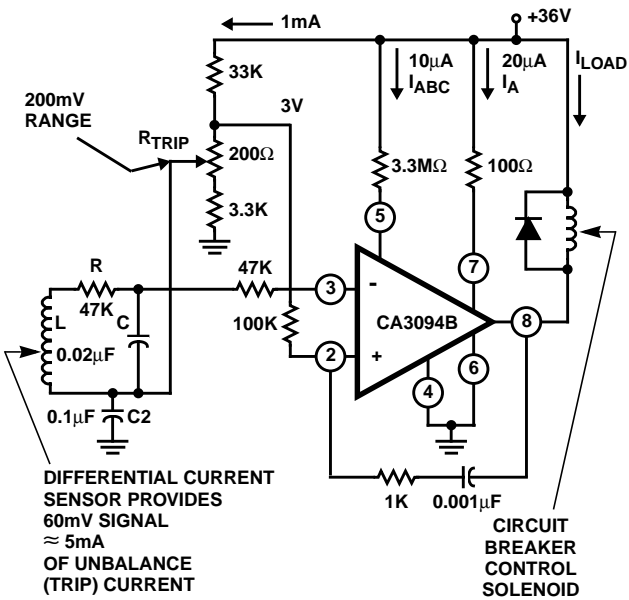 +36V
1mA
33K
10µA
I_ABC
20µA
I_A
I_LOAD
200mV
RANGE
3V
R_TRIP
200Ω
3.3MΩ
100Ω
3.3K
5
R
47K
47K
3
-
7
L
C
100K
CA3094B
8
0.02µF
2
+
6
4
0.1µF
C2
1K
0.001µF
DIFFERENTIAL CURRENT
SENSOR PROVIDES
60mV SIGNAL
≈ 5mA
OF UNBALANCE
(TRIP) CURRENT
CIRCUIT
BREAKER
CONTROL
SOLENOID